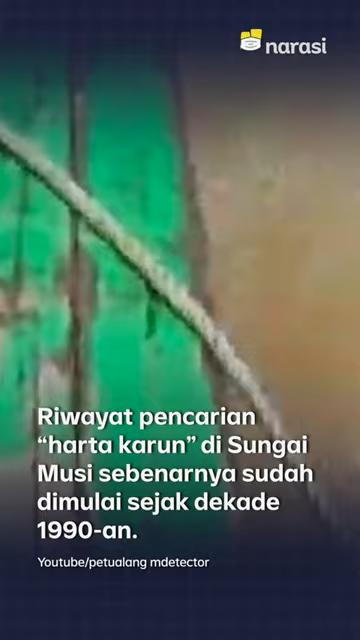 narasi
Riwayat pencarian
“harta karun” di Sungai
Musi sebenarnya sudah
dimulai sejak dekade
1990-an.
Youtube/petualang mdetector